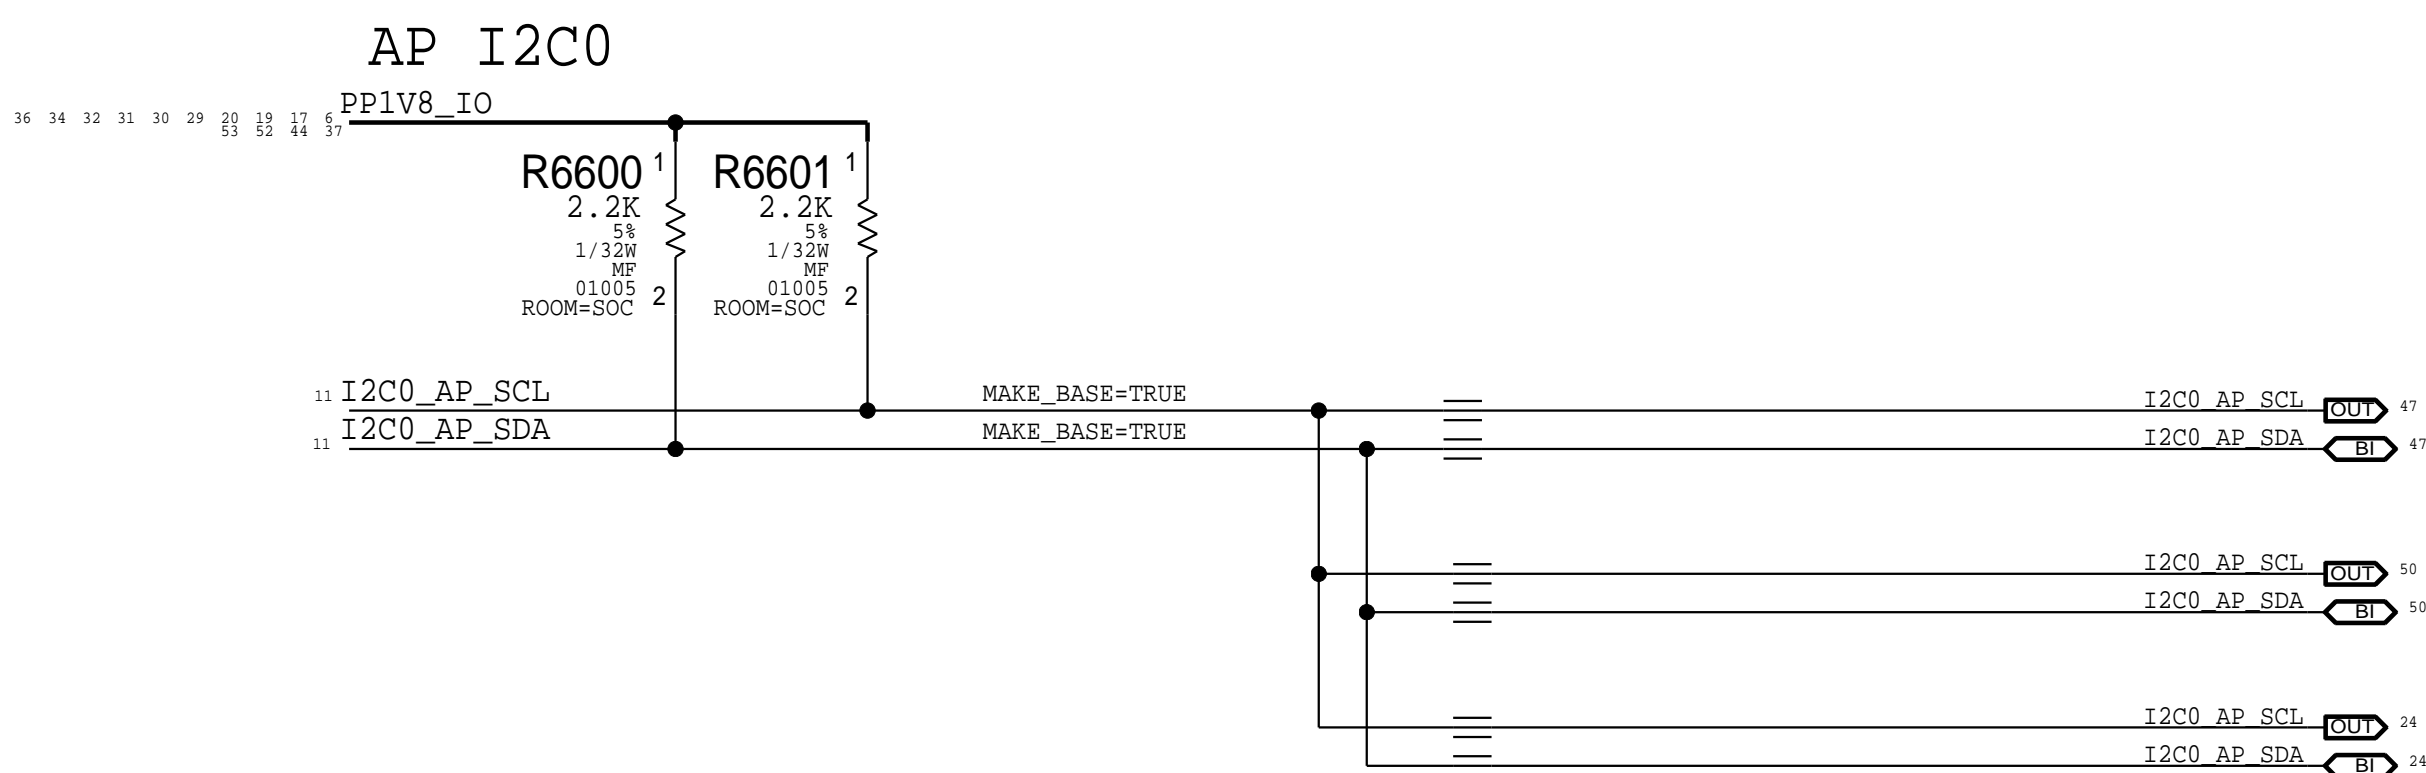 AP I2C0
PP1V8_IO
36 34 32 31 30 29 20 19 17 6
53 52 44 37
R6600 1
2.2K
5%
1/32W
MF
01005
ROOM=SOC 2
R6601 1
2.2K
5%
1/32W
MF
01005
ROOM=SOC 2
11 I2C0_AP_SCL MAKE_BASE=TRUE I2C0_AP_SCL OUT 47
11 I2C0_AP_SDA MAKE_BASE=TRUE I2C0_AP_SDA BI 47
I2C0_AP_SCL OUT 50
I2C0_AP_SDA BI 50
I2C0_AP_SCL OUT 24
I2C0_AP_SDA BI 24